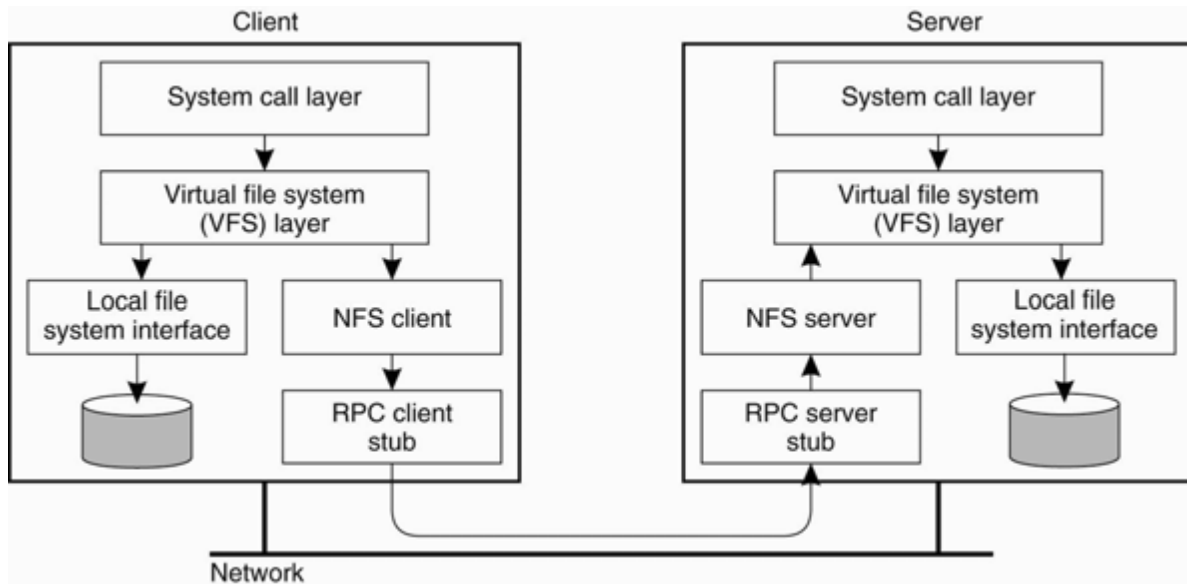 Client
System call layer
Virtual file system
(VFS) layer
Local file
system interface
NFS client
RPC client
stub
Server
System call layer
Virtual file system
(VFS) layer
NFS server
Local file
system interface
RPC server
stub
Network